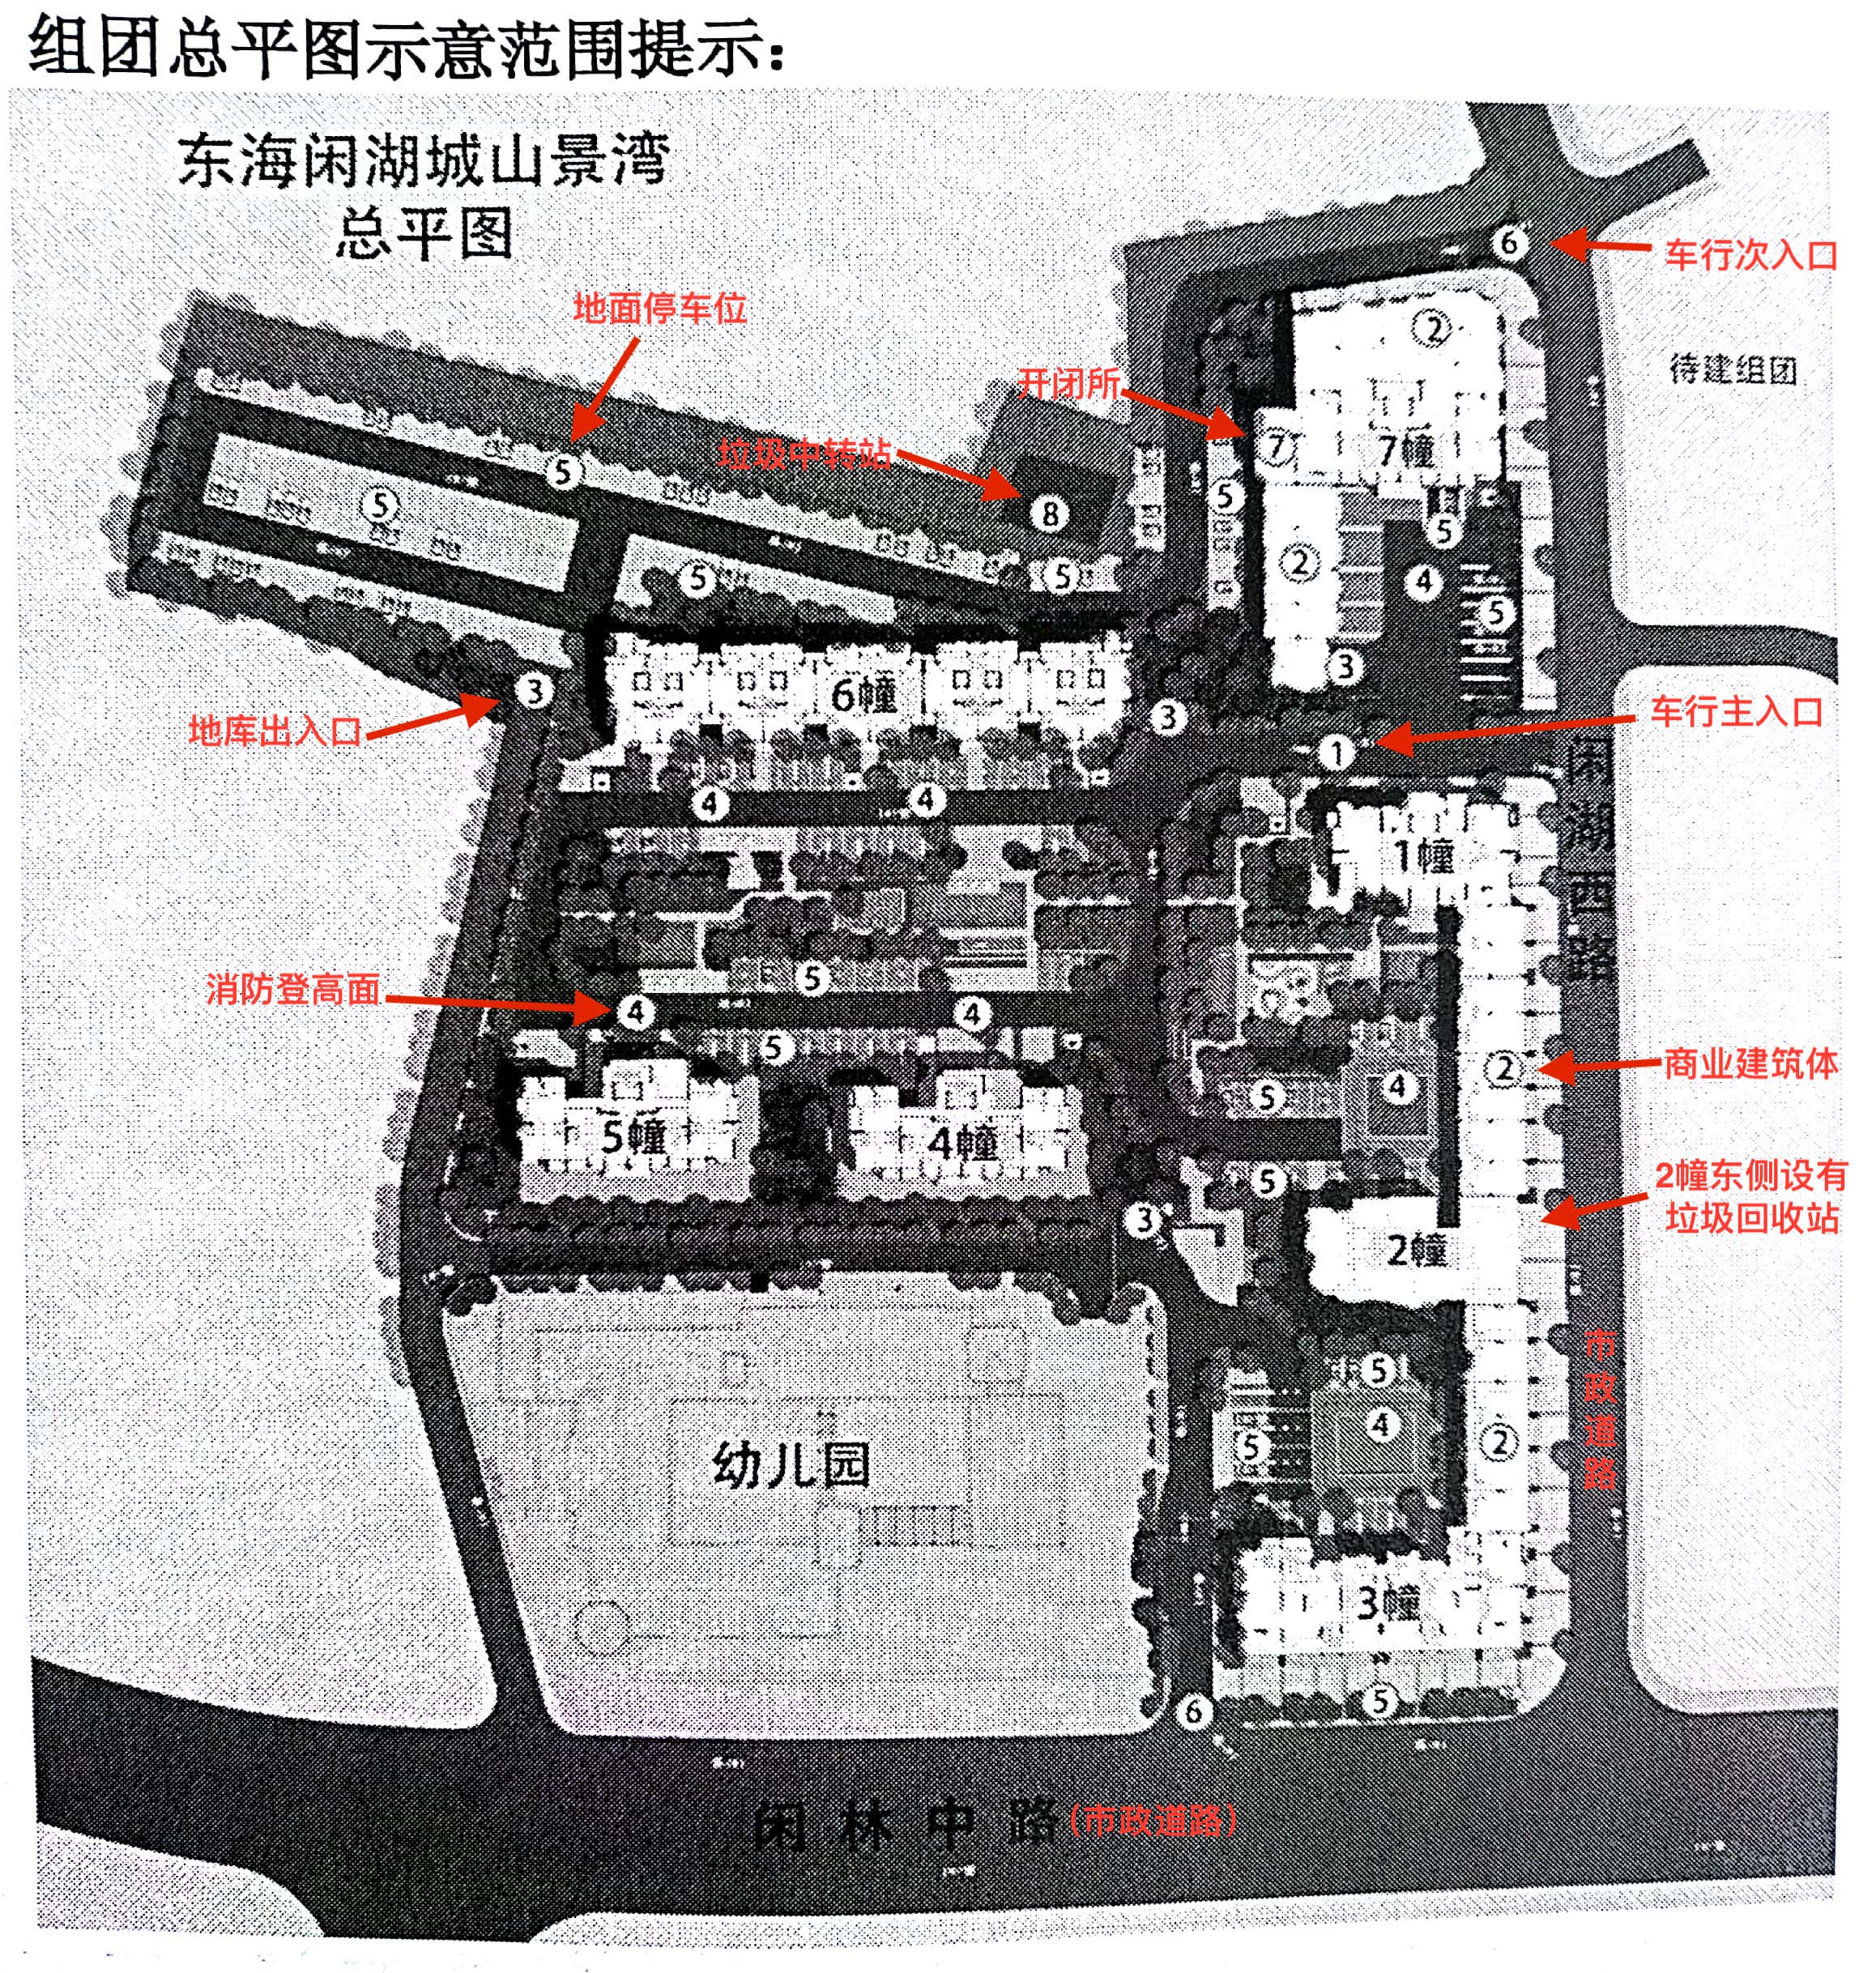 组团总平图示意范围提示：
东海闲湖城山景湾
总平图
6
车行次入口
地面停车位
2
待建组团
开闭所
7
7幢
垃圾中转站
5
5
8
5
5
2
5
5
5
4
5
3
3
6幢
地库出入口
3
车行主入口
1
闲湖西路
4
4
1幢
5
消防登高面
4
4
5
2
商业建筑体
5
4
5幢
4幢
5
2幢东侧设有
垃圾回收站
3
2幢
5
4
5
2
市政道路
幼儿园
3幢
6
5
闲林中路（市政道路）